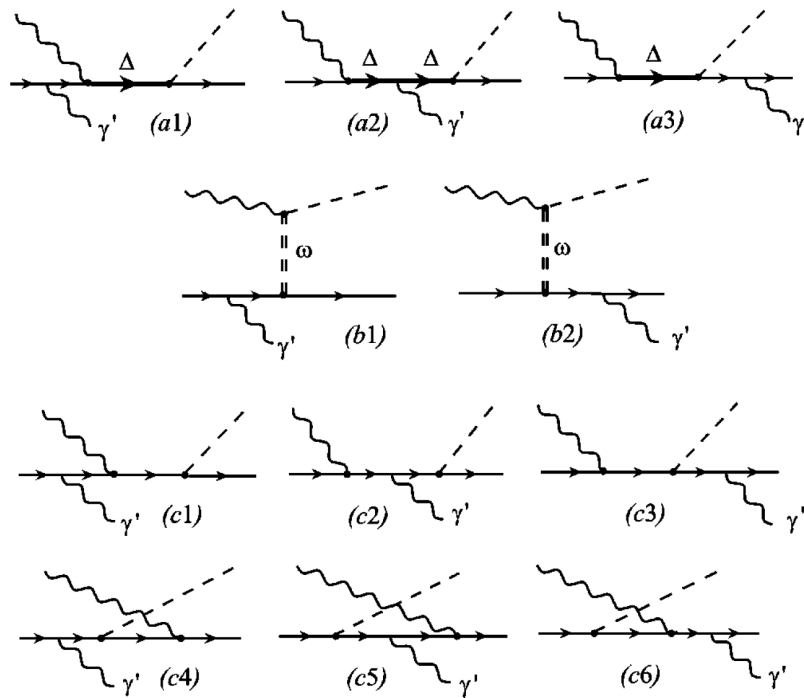 Δ Δ Δ Δ
γ' (a1) (a2) γ' (a3) γ
ω ω
γ' (b1) (b2) γ'
γ' (c1) (c2) γ' (c3) γ'
γ' (c4) (c5) γ' (c6) γ'